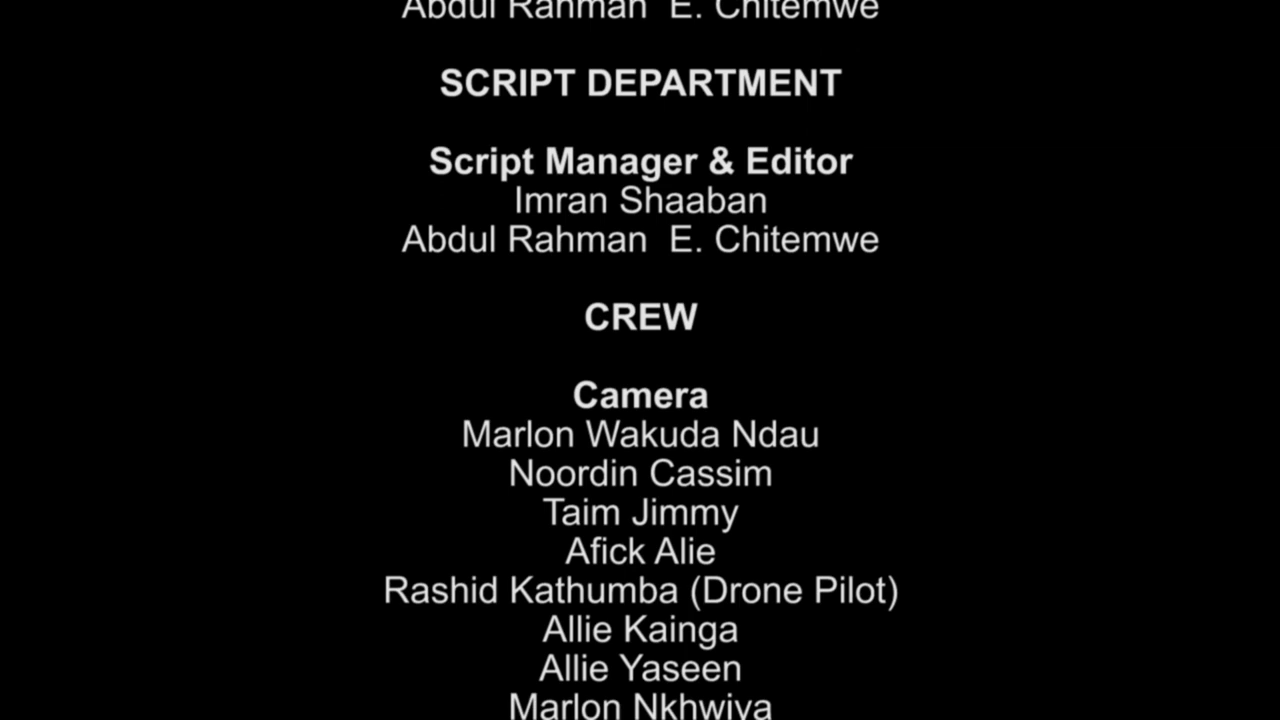 Abdul Rahman  E. Chitemwe
SCRIPT DEPARTMENT
Script Manager & Editor
Imran Shaaban
Abdul Rahman  E. Chitemwe
CREW
Camera
Marlon Wakuda Ndau
Noordin Cassim
Taim Jimmy
Afick Alie
Rashid Kathumba (Drone Pilot)
Allie Kainga
Allie Yaseen
Marlon Nkhwiya